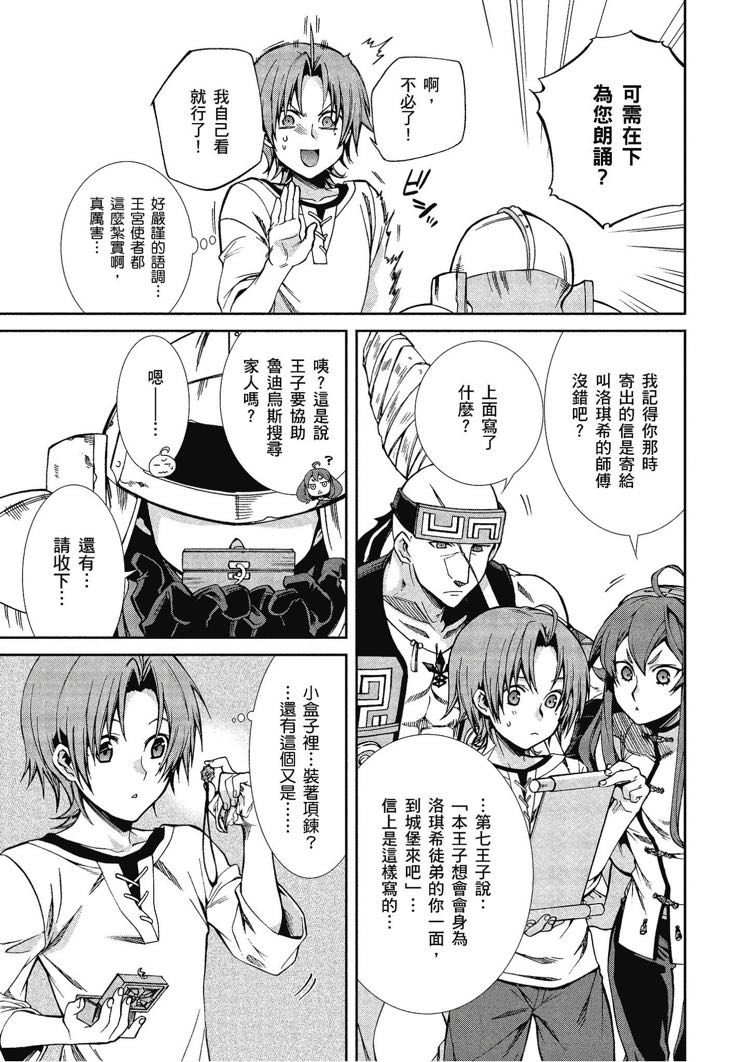 可需在下
為您朗誦？
啊，
不必了！
我自己看
就行了！
好嚴謹的語調…
王宮使者都
這麼紮實啊，
真厲害…
我記得你那時
寄出的信是寄給
叫洛琪希的師傅
沒錯吧？
上面寫了
什麼？
…第七王子說…
「本王子想會會身為
洛琪希徒弟的你一面，
到城堡來吧」…
信上是這樣寫的…
咦？這是說
王子要協助
魯迪烏斯搜尋
家人嗎？
?
嗯——
還有…
請收下…
小盒子裡…裝著項鍊？
…還有這個又是……